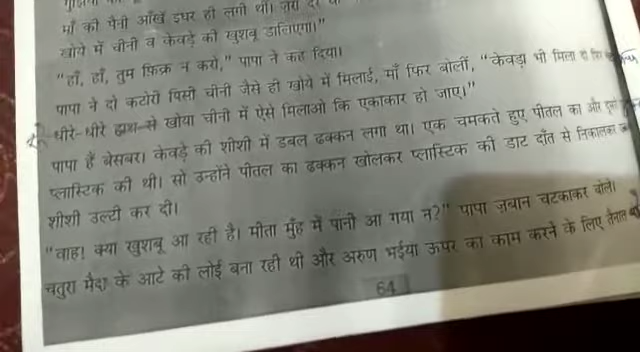 माँ की पैनी आँखें इधर ही लगी थीं। ज़रा दो
खोये में चीनी व केवड़े की खुशबू डालिएगा।"
"हाँ, हाँ, तुम फ़िक्र न करो," पापा ने कह दिया।
पापा ने दो कटोरी पिसी चीनी जैसे ही खोये में मिलाई, माँ फिर बोलीं, "केवड़ा भी मिला दो
धीरे-धीरे हाथ से खोया चीनी में ऐसे मिलाओ कि एकाकार हो जाए।"
पापा हैं बेसबर। केवड़े की शीशी में डबल ढक्कन लगा था। एक चमकते हुए पीतल का और
प्लास्टिक की थी। सो उन्होंने पीतल का ढक्कन खोलकर प्लास्टिक की डाट दाँत से निकालकर
शीशी उल्टी कर दी।
"वाह! क्या खुशबू आ रही है। मीता मुँह में पानी आ गया न?" पापा ज़बान चटकाकर बोले।
चतुरा मैदा के आटे की लोई बना रही थी और अरुण भईया ऊपर का काम करने के लिए तैनात थे
64